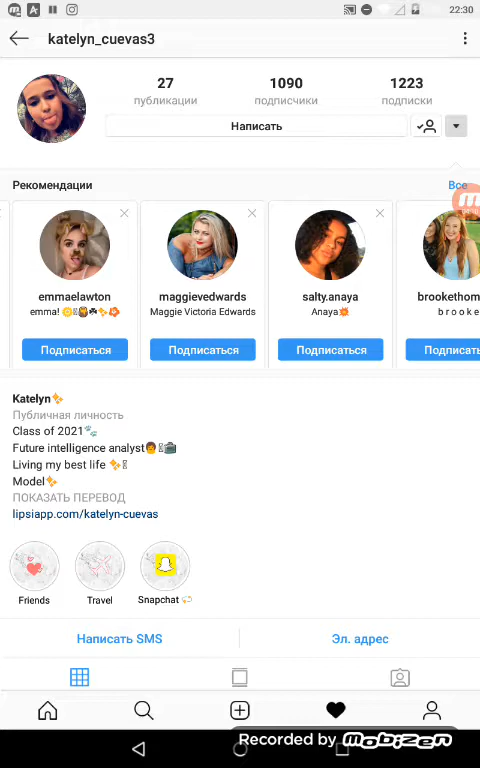 22:30
katelyn_cuevas3
27 1090 1223
публикации подписчики подписки
Написать
Рекомендации Все
emmaelawton maggievedwards salty.anaya brookethom
emma! Maggie Victoria Edwards Anaya💥 b r o o k e
Подписаться Подписаться Подписаться Подписать
Katelyn✨
Публичная личность
Class of 2021🐾
Future intelligence analyst
Living my best life ✨
Model✨
ПОКАЗАТЬ ПЕРЕВОД
lipsiapp.com/katelyn-cuevas
Friends Travel Snapchat
Написать SMS Эл. адрес
Recorded by MOBIZEN